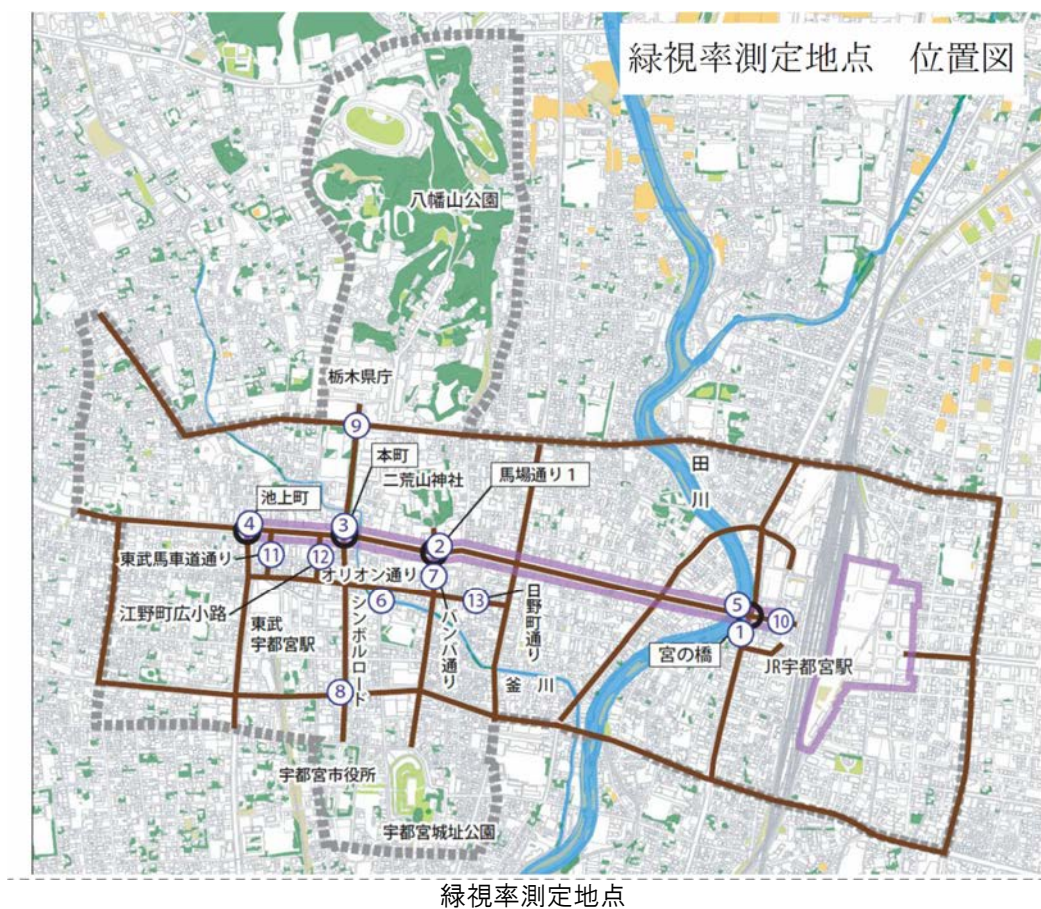 緑視率測定地点 位置図
八幡山公園
栃木県庁
9
本町
二荒山神社
馬場通り1
田川
池上町
4
3
2
東武馬車道通り
11
12
7
オリオン通り
江野町広小路
6
13
日野町通り
5
10
1
シンボルロード
バンバ通り
東武
宇都宮駅
宮の橋
JR宇都宮駅
釜川
8
宇都宮市役所
宇都宮城址公園
緑視率測定地点